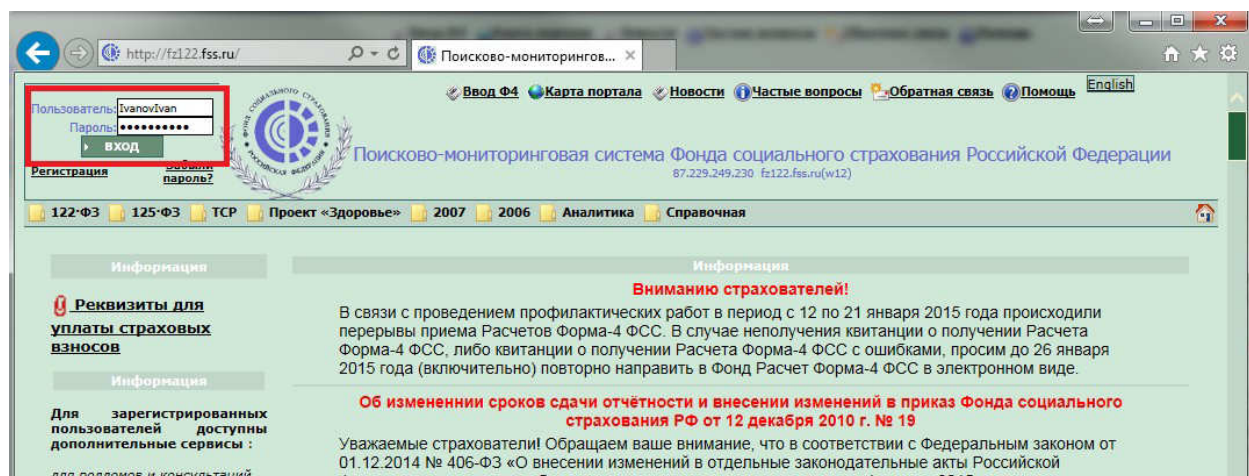 http://fz122.fss.ru/
Поисково-мониторингов...
Пользователь: IvanovIvan
Пароль: ••••••••••
вход
Регистрация
пароль?
Ввод Ф4 Карта портала Новости Частые вопросы Обратная связь Помощь English
Поисково-мониторинговая система Фонда социального страхования Российской Федерации
87.229.249.230 fz122.fss.ru(w12)
122-ФЗ 125-ФЗ ТСР Проект «Здоровье» 2007 2006 Аналитика Справочная
Информация
Реквизиты для
уплаты страховых
взносов
Информация
Для зарегистрированных
пользователей доступны
дополнительные сервисы :
Информация
Вниманию страхователей!
В связи с проведением профилактических работ в период с 12 по 21 января 2015 года происходили
перерывы приема Расчетов Форма-4 ФСС. В случае неполучения квитанции о получении Расчета
Форма-4 ФСС, либо квитанции о получении Расчета Форма-4 ФСС с ошибками, просим до 26 января
2015 года (включительно) повторно направить в Фонд Расчет Форма-4 ФСС в электронном виде.
Об измененнии сроков сдачи отчётности и внесении изменений в приказ Фонда социального
страхования РФ от 12 декабря 2010 г. № 19
Уважаемые страхователи! Обращаем ваше внимание, что в соответствии с Федеральным законом от
01.12.2014 № 406-ФЗ «О внесении изменений в отдельные законодательные акты Российской